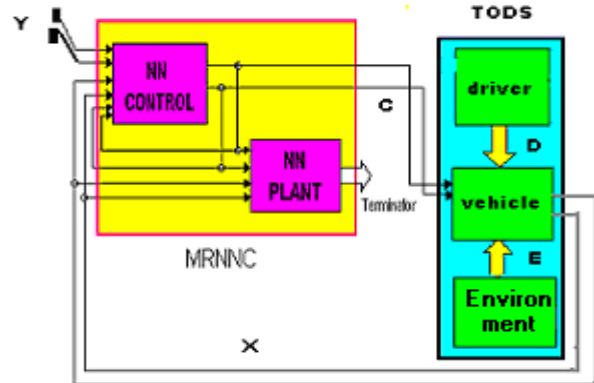 Y
TODS
NN
CONTROL
driver
C
D
NN
PLANT
Terminator
vehicle
MRNNC
E
Environ
ment
X